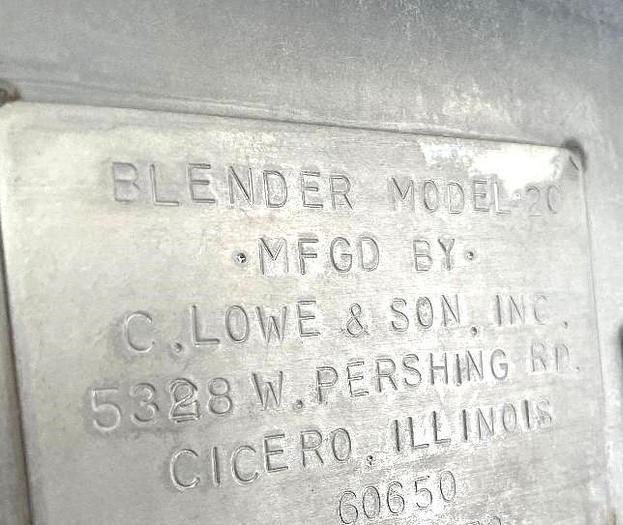 BLENDER MODEL-20
·MFGD BY·
C. LOWE & SON, INC.
5328 W. PERSHING RD.
CICERO, ILLINOIS
60650